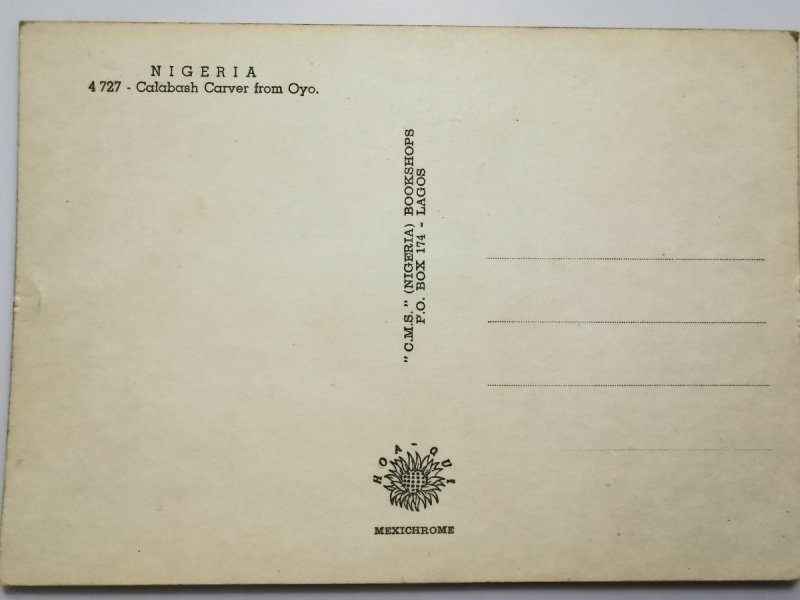 NIGERIA
4 727 - Calabash Carver from Oyo.
"C.M.S." (NIGERIA) BOOKSHOPS
P.O. BOX 174 - LAGOS
HOA-QUI
MEXICHROME